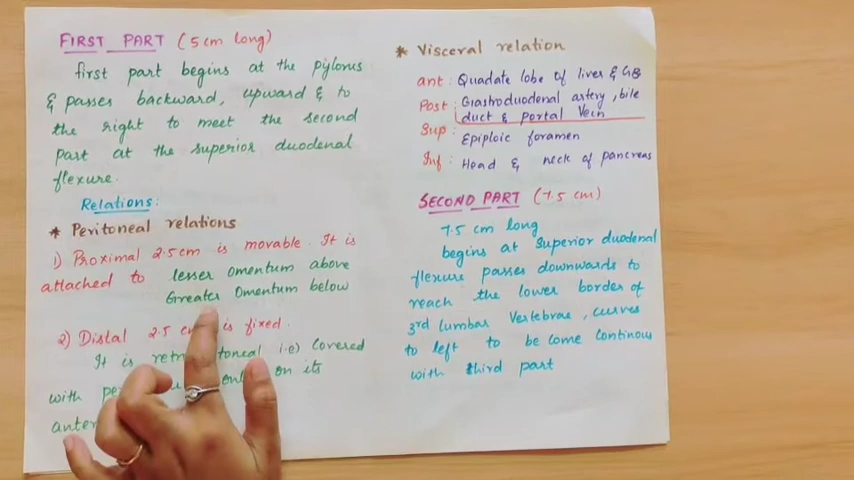 FIRST PART (5 cm long)
first part begins at the pylorus
& passes backward, upward & to
the right to meet the second
part at the superior duodenal
flexure.
Relations:
* Peritoneal relations
1) Proximal 2.5cm is movable. It is
attached to lesser omentum above
Greater Omentum below
2) Distal 2.5 is fixed.
It is i.e) Covered
with on its
* Visceral relation
ant: Quadate lobe of liver & GB
Post: Giastroduodenal artery, bile
duct & Portal Vein
Sup: Epiploic foramen
Inf: Head & neck of pancreas
SECOND PART (7.5 cm)
7.5 cm long
begins at Superior duodenal
flexure passes downwards to
reach the lower border of
3rd lumbar Vertebrae, curves
to left to be come continous
with third part